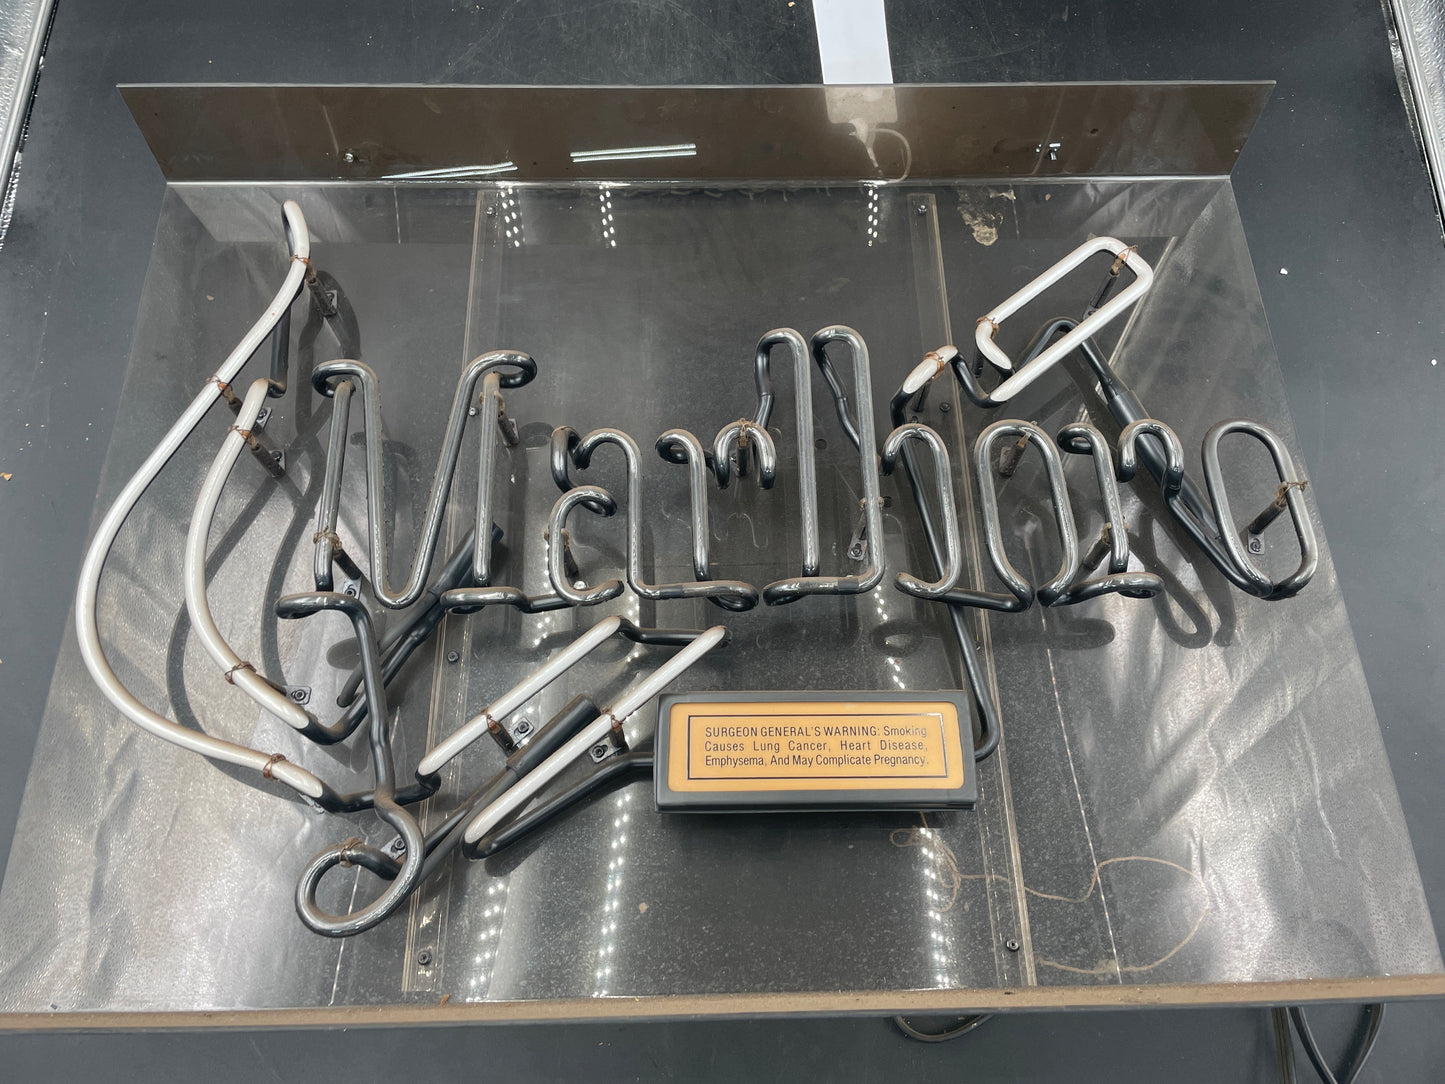 Marlboro
SURGEON GENERAL'S WARNING: Smoking
Causes Lung Cancer, Heart Disease,
Emphysema, And May Complicate Pregnancy.